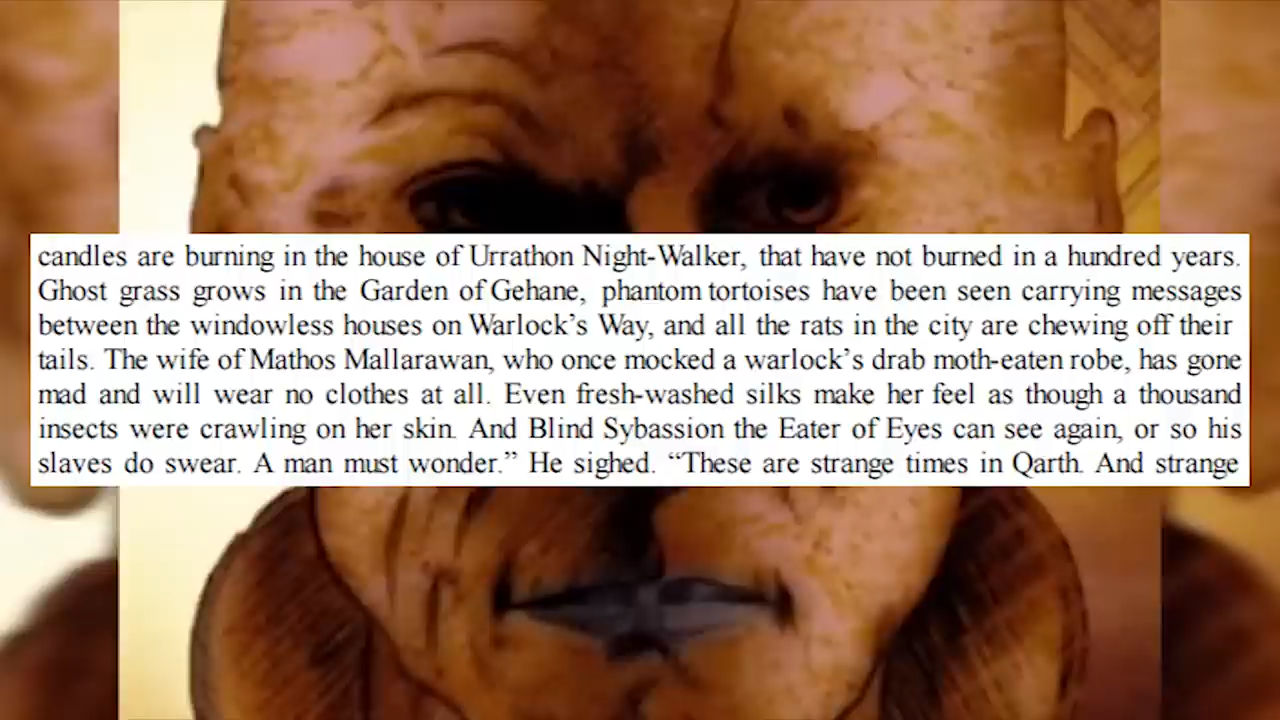 candles are burning in the house of Urrathon Night-Walker, that have not burned in a hundred years.
Ghost grass grows in the Garden of Gehane, phantom tortoises have been seen carrying messages
between the windowless houses on Warlock’s Way, and all the rats in the city are chewing off their
tails. The wife of Mathos Mallarawan, who once mocked a warlock’s drab moth-eaten robe, has gone
mad and will wear no clothes at all. Even fresh-washed silks make her feel as though a thousand
insects were crawling on her skin. And Blind Sybassion the Eater of Eyes can see again, or so his
slaves do swear. A man must wonder.” He sighed. “These are strange times in Qarth. And strange